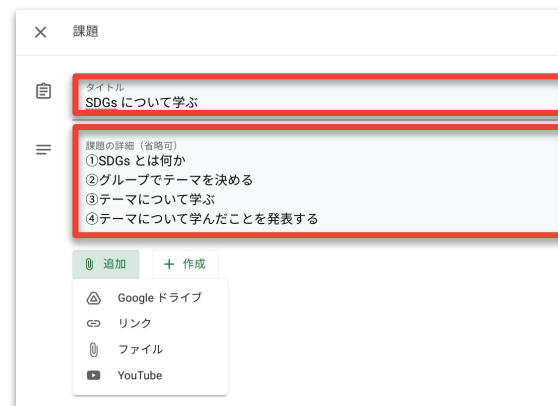 課題
タイトル
SDGs について学ぶ
課題の詳細（省略可）
①SDGs とは何か
②グループでテーマを決める
③テーマについて学ぶ
④テーマについて学んだことを発表する
追加
作成
Google ドライブ
リンク
ファイル
YouTube